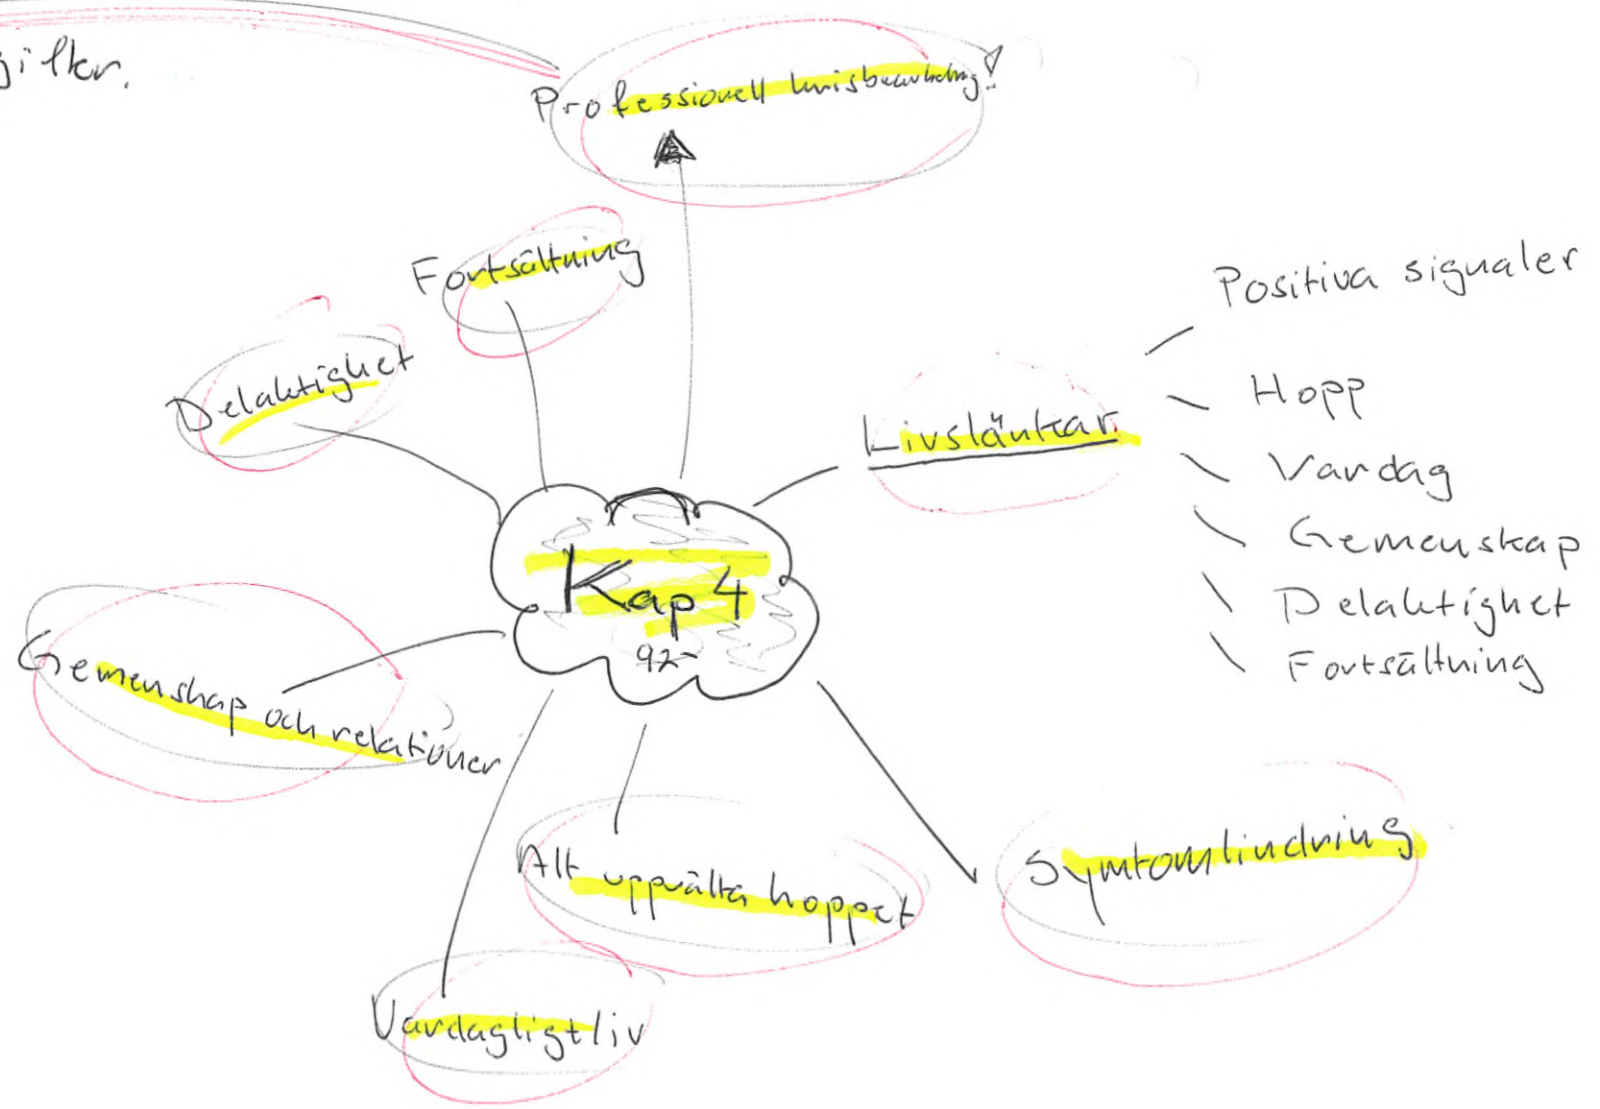 Professionell krisbearbetning!
Fortsättning
Delaktighet
Livslänkar
Positiva signaler
Hopp
Vardag
Gemenskap
Delaktighet
Fortsättning
Kap 4
92-
Gemenskap och relationer
Att uppvälta hoppet
Symtomlindring
Vardagligt liv